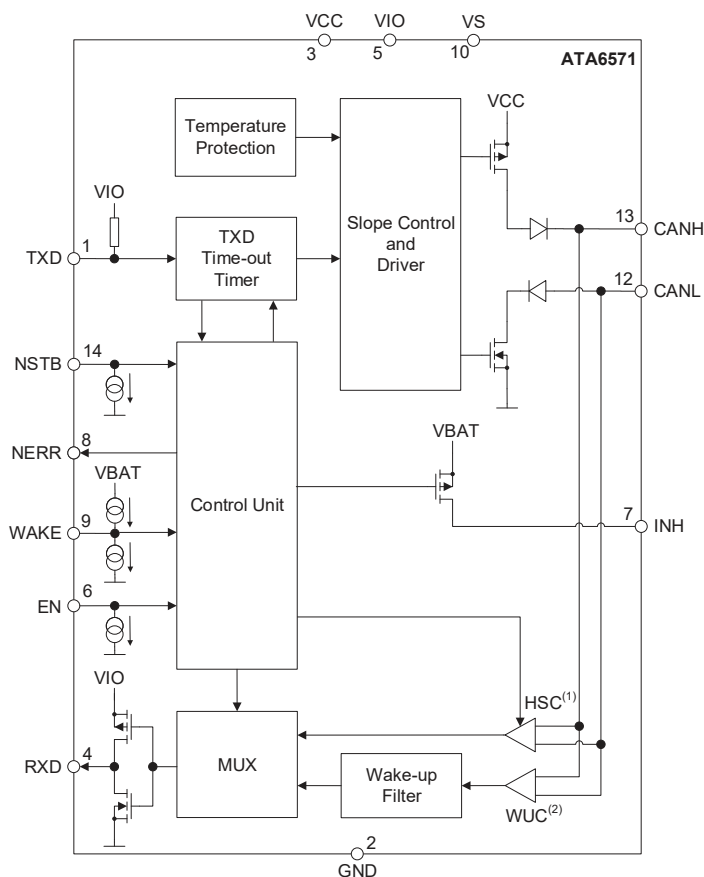 VCC VIO VS
3 5 10
ATA6571
Temperature
Protection
VCC
VIO
TXD
1
TXD
Time-out
Timer
Slope Control
and
Driver
13
CANH
12
CANL
14
NSTB
8
NERR
VBAT
VBAT
Control Unit
9
WAKE
7
INH
6
EN
VIO
HSC(1)
4
RXD
MUX
Wake-up
Filter
WUC(2)
2
GND